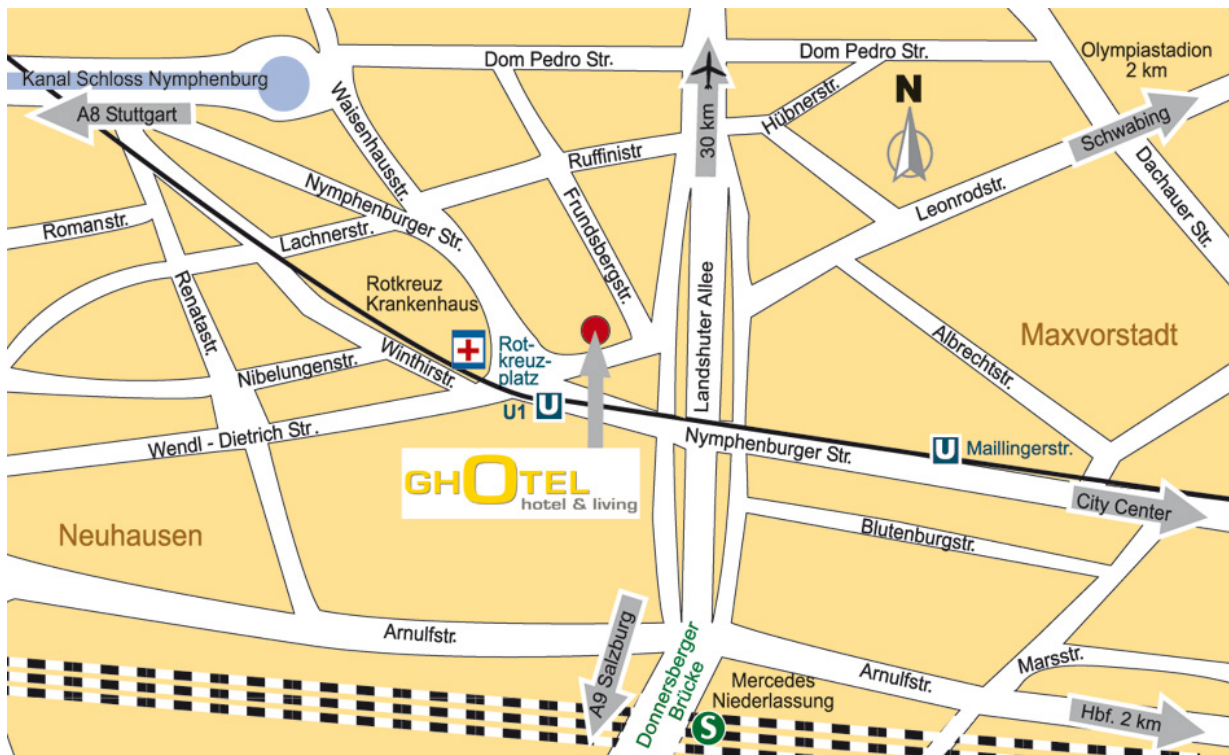 Dom Pedro Str.
Dom Pedro Str.
Olympiastadion
2 km
Kanal Schloss Nymphenburg
A8 Stuttgart
Waisenhausstr.
30 km
Hübnerstr.
N
Schwabing
Ruffinistr
Nymphenburger Str.
Frundsbergstr.
Leonrodstr.
Dachauer Str.
Romanstr.
Lachnerstr.
Renatastr.
Rotkreuz
Krankenhaus
Landshuter Allee
Albrechtstr.
Maxvorstadt
Rot-
kreuz-
platz
Nibelungenstr.
Winthirstr.
U1
U
Wendl - Dietrich Str.
Nymphenburger Str.
U
Maillingerstr.
GHOTEL
hotel & living
City Center
Neuhausen
Blutenburgstr.
Arnulfstr.
A9 Salzburg
Donnersberger
Brücke
Mercedes
Niederlassung
S
Arnulfstr.
Marsstr.
Hbf. 2 km